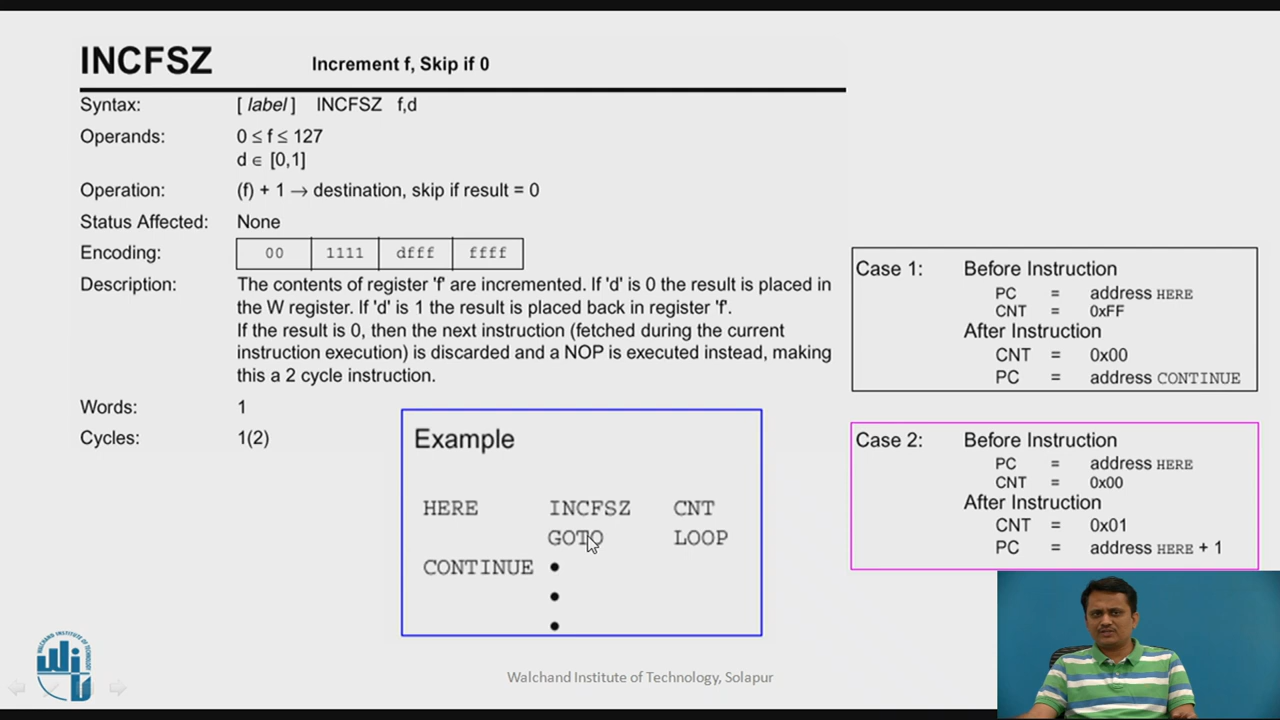 INCFSZ Increment f, Skip if 0
Syntax: [ label ] INCFSZ f,d
Operands: 0 ≤ f ≤ 127
d ∈ [0,1]
Operation: (f) + 1 → destination, skip if result = 0
Status Affected: None
Encoding: 00 1111 dfff ffff
Description: The contents of register 'f' are incremented. If 'd' is 0 the result is placed in
the W register. If 'd' is 1 the result is placed back in register 'f'.
If the result is 0, then the next instruction (fetched during the current
instruction execution) is discarded and a NOP is executed instead, making
this a 2 cycle instruction.
Words: 1
Cycles: 1(2)
Example
HERE INCFSZ CNT
GOTO LOOP
CONTINUE •
•
•
Case 1: Before Instruction
PC = address HERE
CNT = 0xFF
After Instruction
CNT = 0x00
PC = address CONTINUE
Case 2: Before Instruction
PC = address HERE
CNT = 0x00
After Instruction
CNT = 0x01
PC = address HERE + 1
WALCHAND INSTITUTE OF TECHNOLOGY
WIT
Walchand Institute of Technology, Solapur